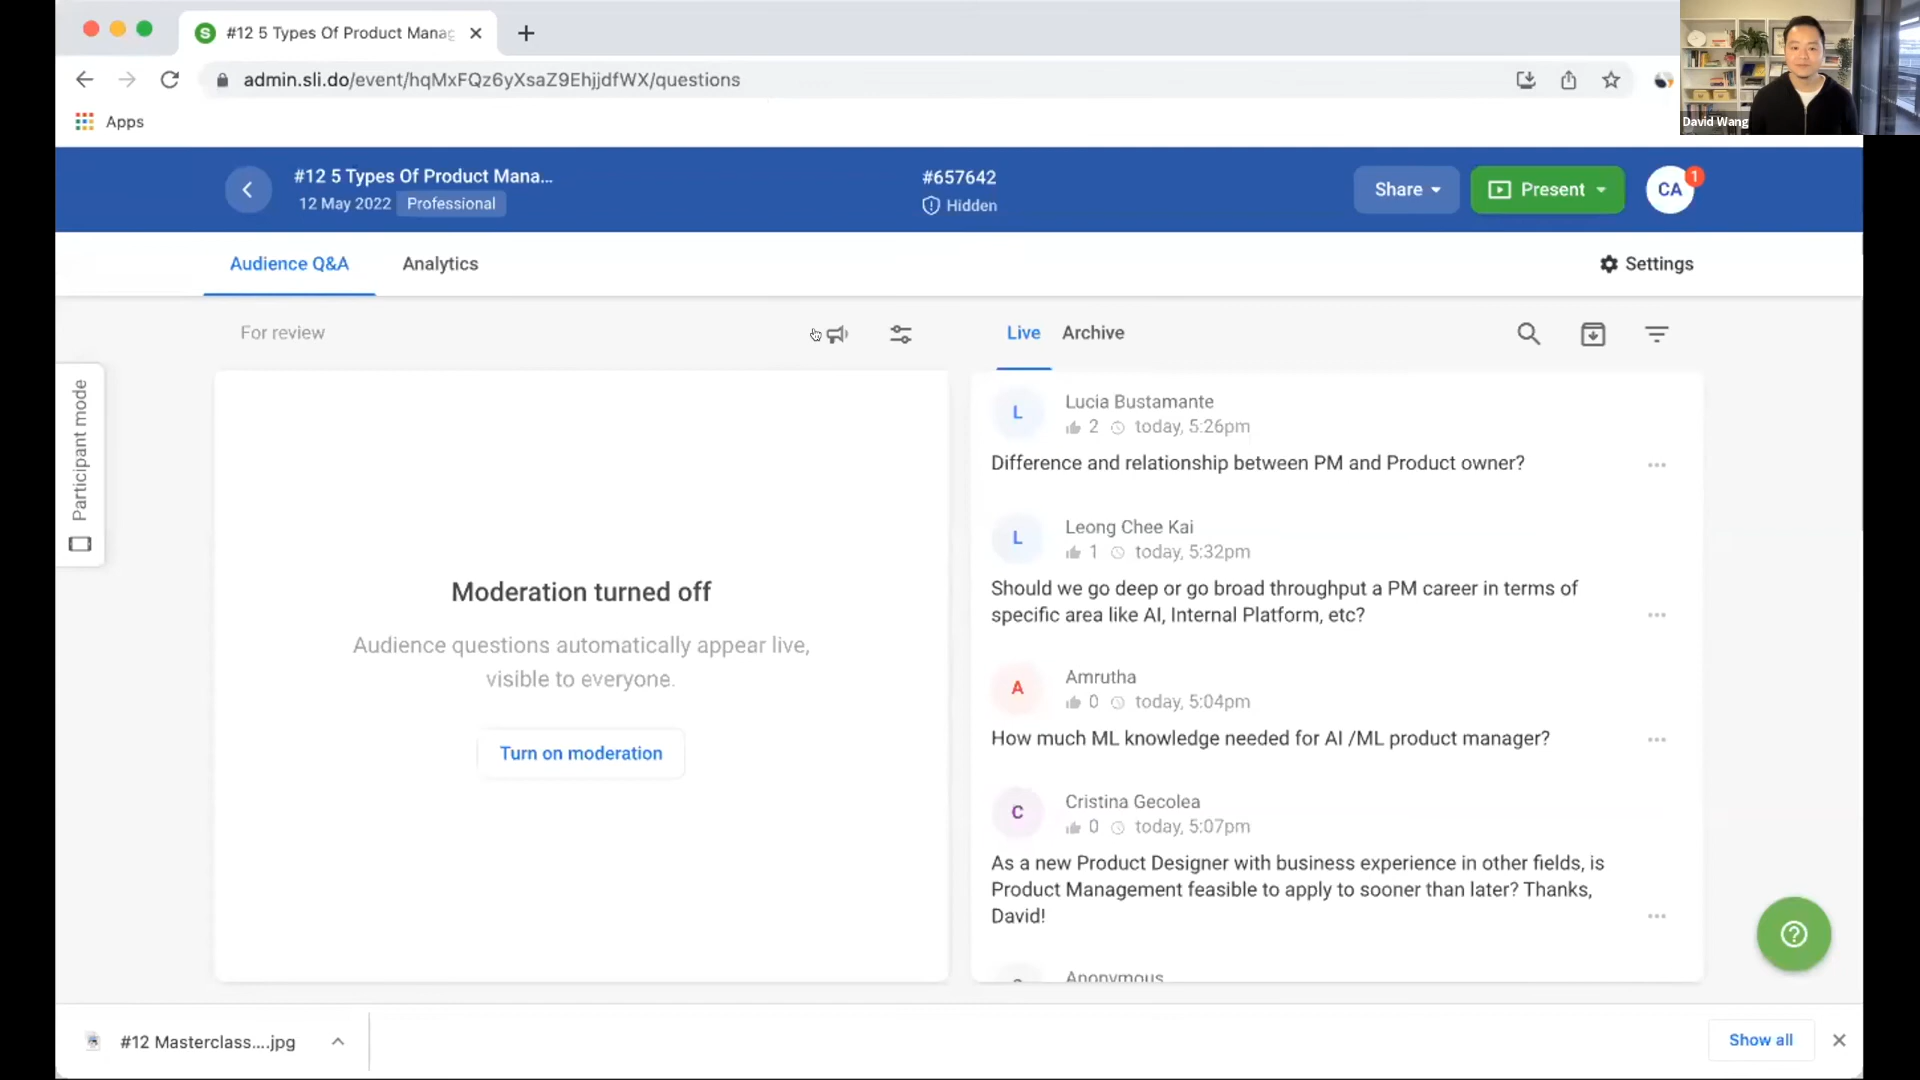 #12 5 Types Of Product Manag
admin.sli.do/event/hqMxFQz6yXsaZ9EhjjdfWX/questions
David Wang
Apps
#12 5 Types Of Product Mana...
12 May 2022 Professional
#657642
Hidden
Share
Present
CA
1
Audience Q&A
Analytics
Settings
For review
Live
Archive
Participant mode
Moderation turned off
Audience questions automatically appear live,
visible to everyone.
Turn on moderation
L
Lucia Bustamante
2 today, 5:26pm
Difference and relationship between PM and Product owner?
L
Leong Chee Kai
1 today, 5:32pm
Should we go deep or go broad throughput a PM career in terms of
specific area like AI, Internal Platform, etc?
A
Amrutha
0 today, 5:04pm
How much ML knowledge needed for AI /ML product manager?
C
Cristina Gecolea
0 today, 5:07pm
As a new Product Designer with business experience in other fields, is
Product Management feasible to apply to sooner than later? Thanks,
David!
Anonymous
#12 Masterclass....jpg
Show all